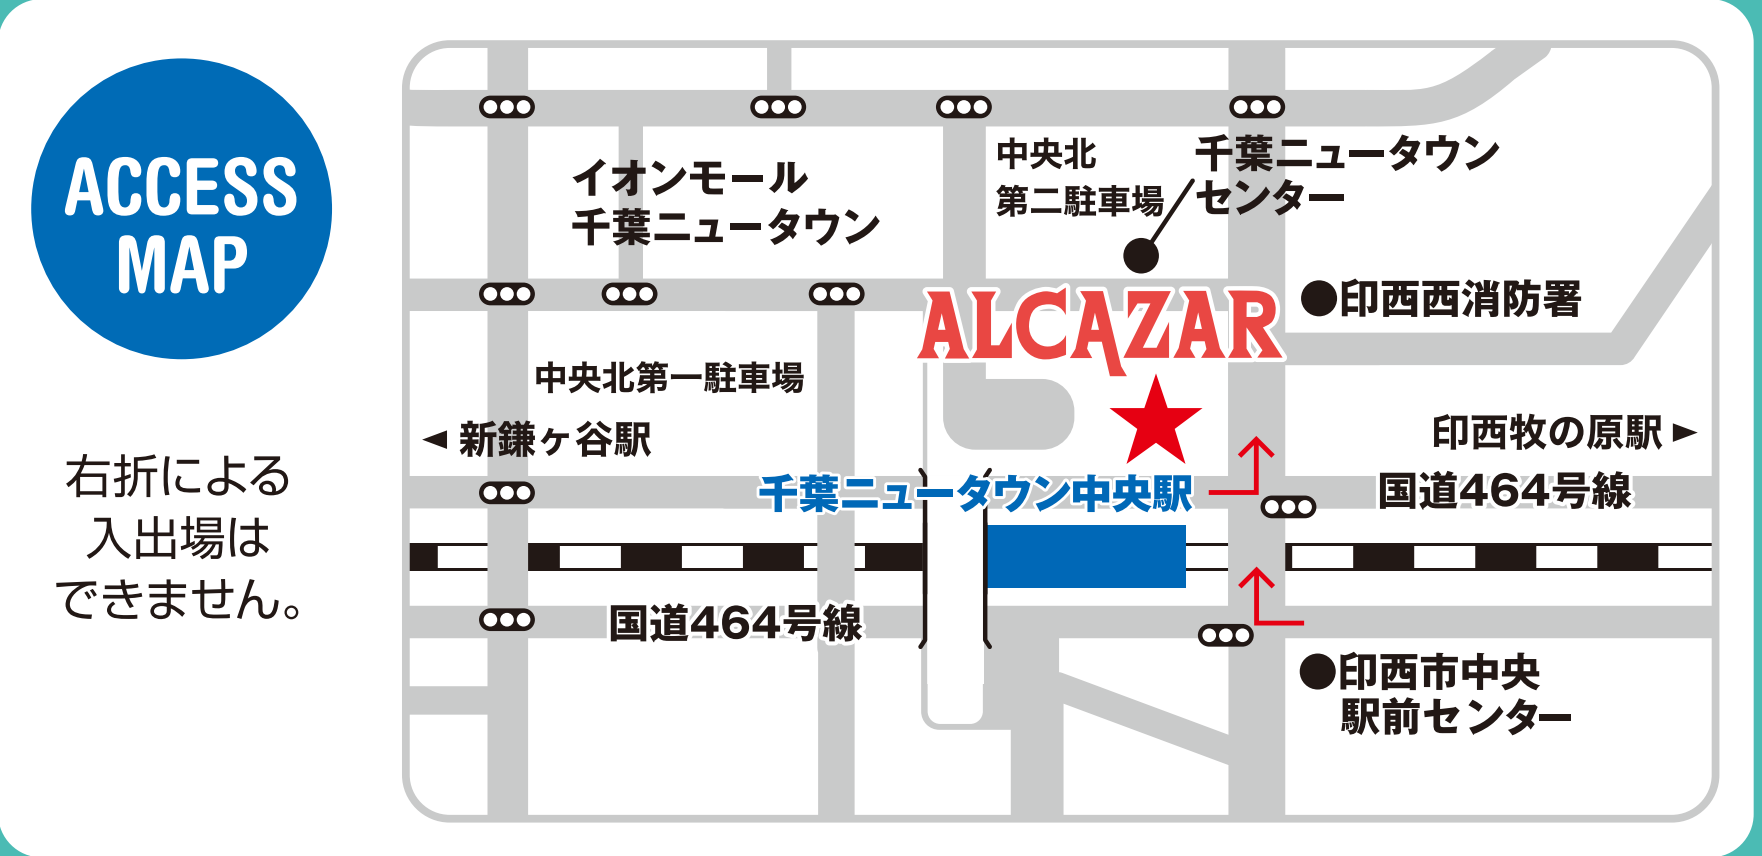 ACCESS
MAP
右折による
入出場は
できません。
イオンモール
千葉ニュータウン
中央北
第二駐車場
千葉ニュータウン
センター
ALCAZAR
印西西消防署
中央北第一駐車場
新鎌ヶ谷駅
印西牧の原駅
千葉ニュータウン中央駅
国道464号線
国道464号線
印西市中央
駅前センター